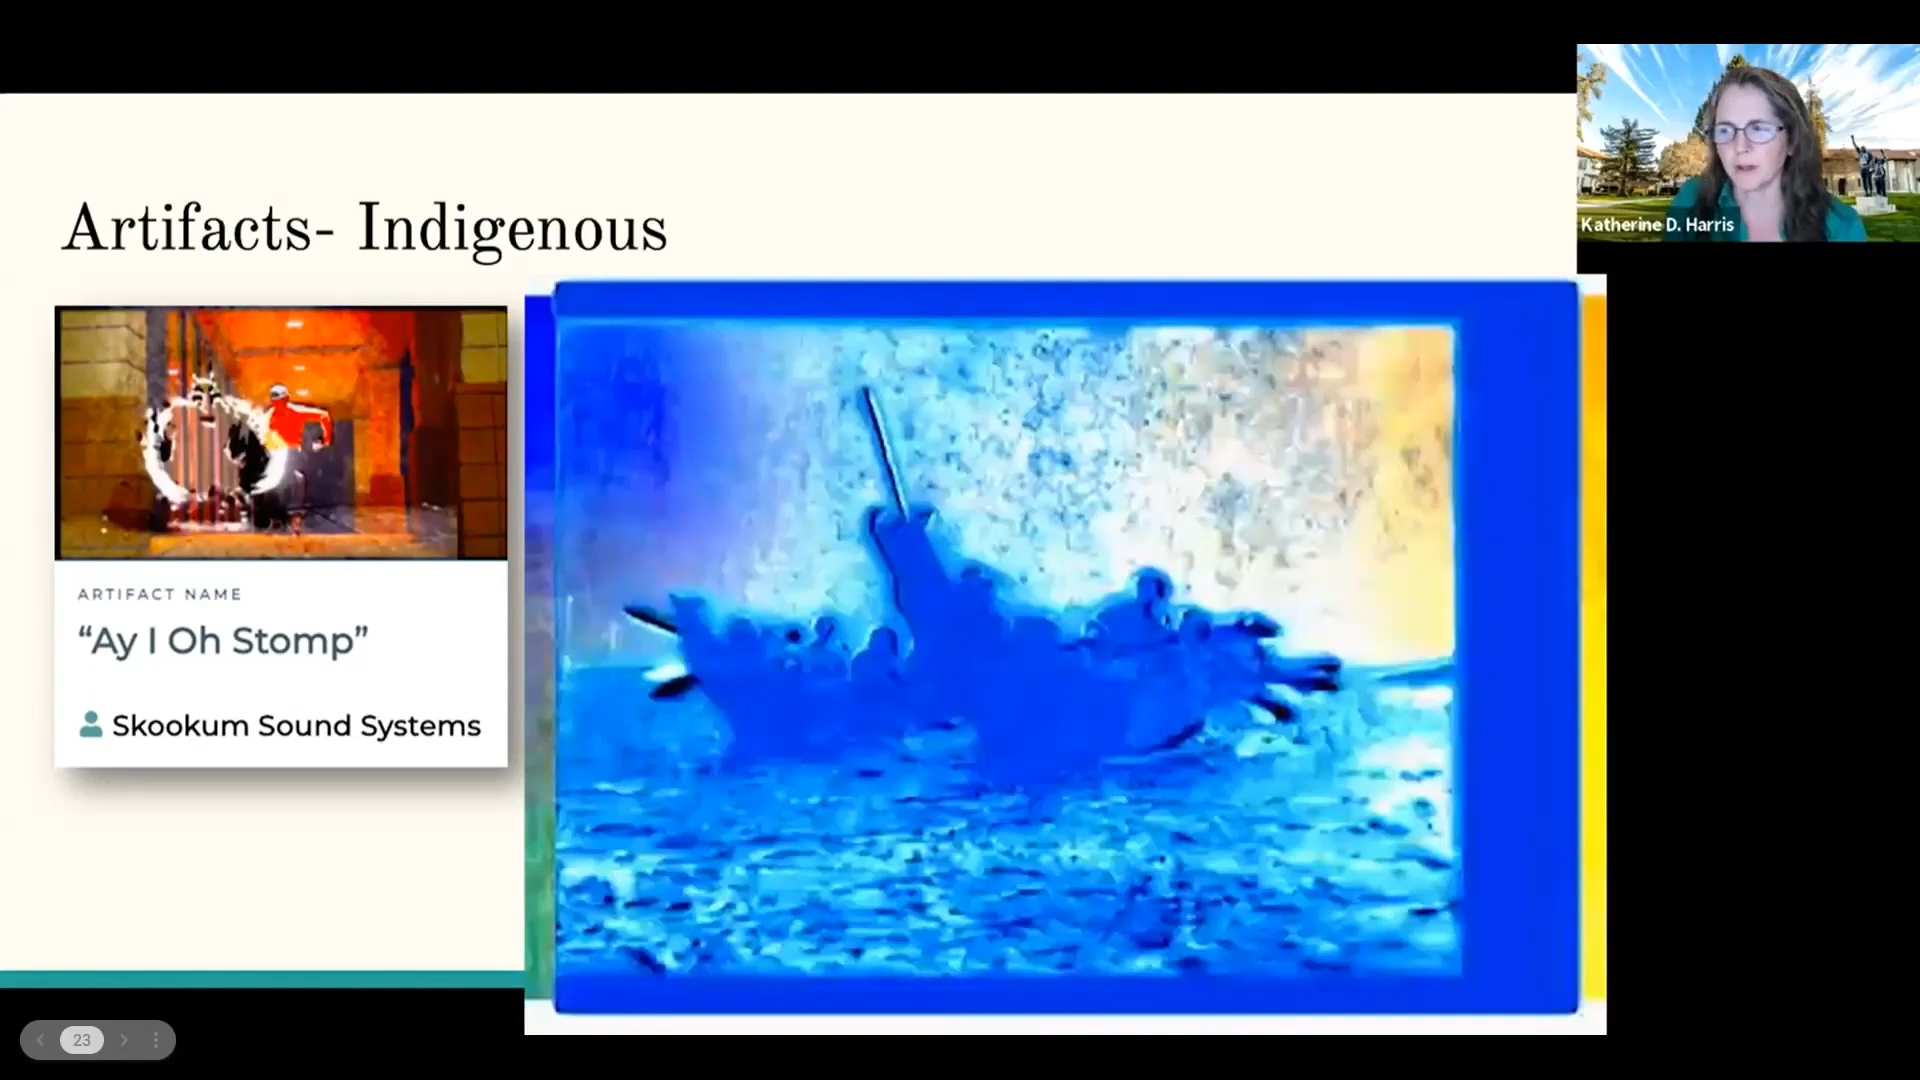 Artifacts- Indigenous
Katherine D. Harris
ARTIFACT NAME
“Ay I Oh Stomp”
Skookum Sound Systems
23